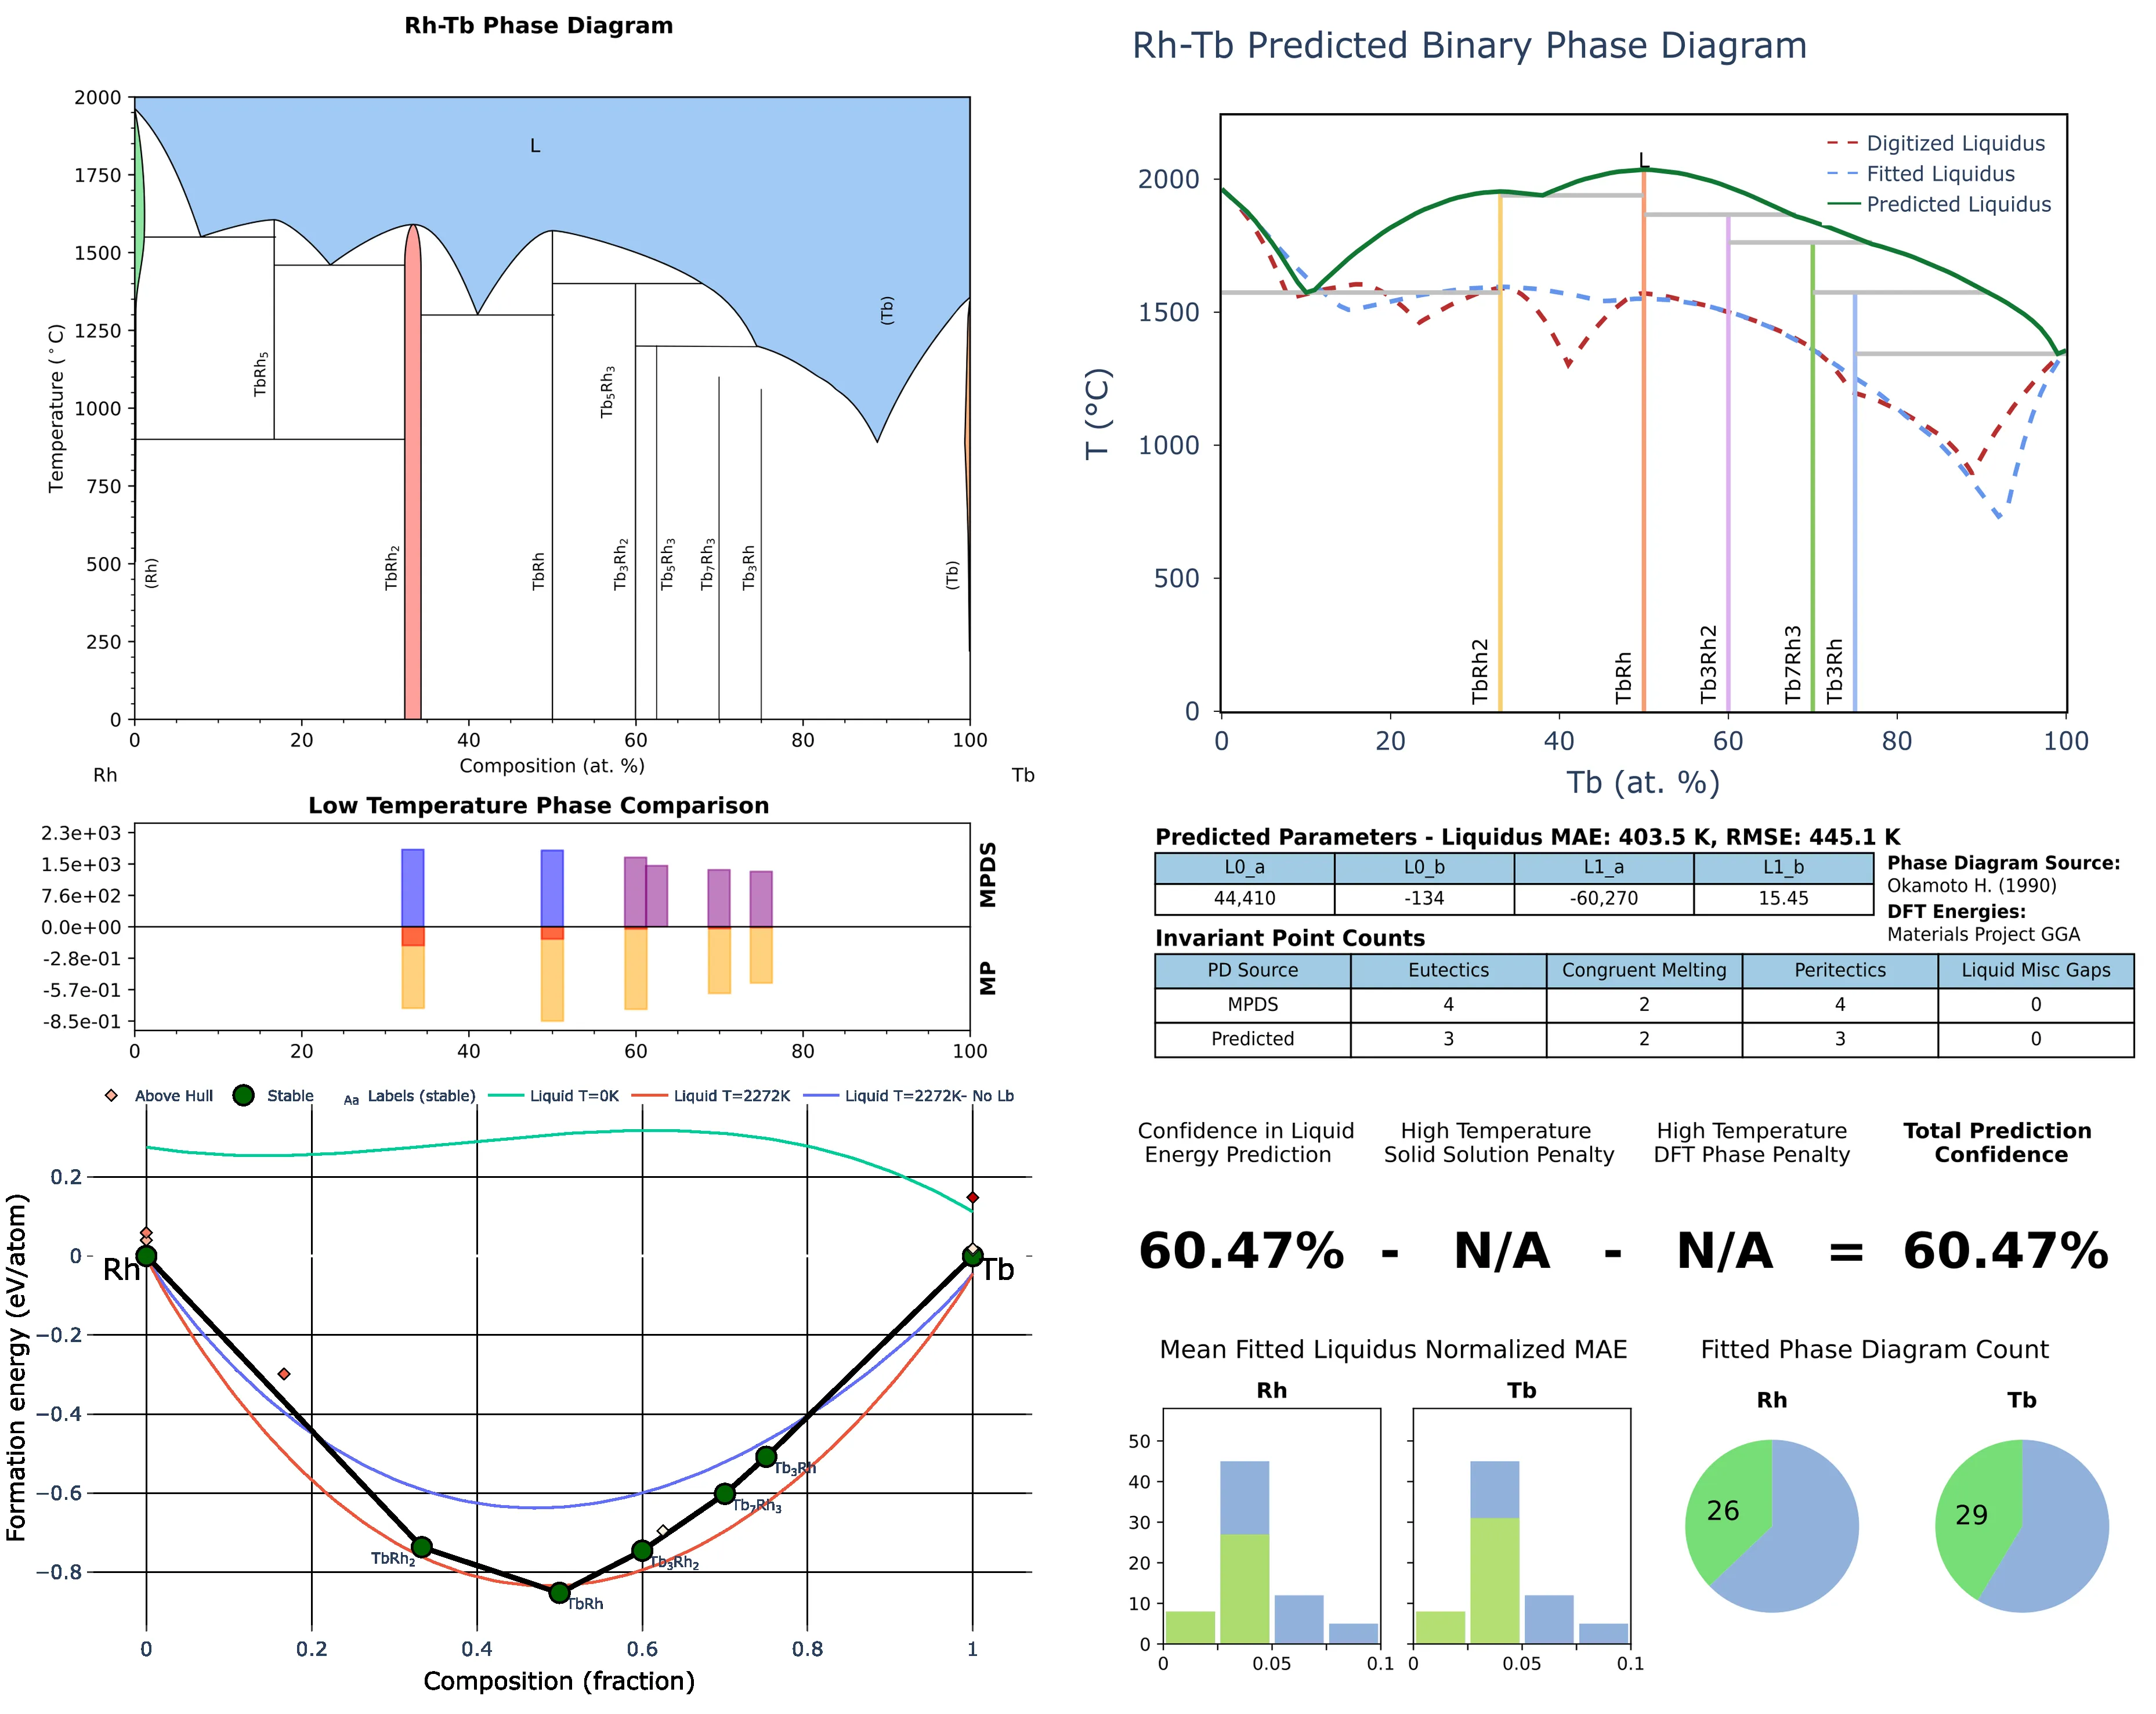 Rh-Tb Phase Diagram
2000
1750
1500
1250
1000
750
500
250
0
Temperature (°C)
L
(Tb)
TbRh5
Tb5Rh3
(Rh)
TbRh2
TbRh
Tb3Rh2
Tb5Rh3
Tb7Rh3
Tb3Rh
(Tb)
0 20 40 60 80 100
Composition (at. %)
Rh Tb
Rh-Tb Predicted Binary Phase Diagram
L
Digitized Liquidus
Fitted Liquidus
Predicted Liquidus
2000
1500
1000
500
0
T (°C)
TbRh2
TbRh
Tb3Rh2
Tb7Rh3
Tb3Rh
0 20 40 60 80 100
Tb (at. %)
Low Temperature Phase Comparison
2.3e+03
1.5e+03
7.6e+02
0.0e+00
-2.8e-01
-5.7e-01
-8.5e-01
MPDS
MP
0 20 40 60 80 100
Predicted Parameters - Liquidus MAE: 403.5 K, RMSE: 445.1 K
L0_a L0_b L1_a L1_b
44,410 -134 -60,270 15.45
Phase Diagram Source:
Okamoto H. (1990)
DFT Energies:
Materials Project GGA
Invariant Point Counts
PD Source Eutectics Congruent Melting Peritectics Liquid Misc Gaps
MPDS 4 2 4 0
Predicted 3 2 3 0
Above Hull Stable Aa Labels (stable) Liquid T=0K Liquid T=2272K Liquid T=2272K- No Lb
0.2
0
−0.2
−0.4
−0.6
−0.8
Formation energy (eV/atom)
Rh
Tb
Tb3Rh
Tb7Rh3
TbRh2
Tb3Rh2
TbRh
0 0.2 0.4 0.6 0.8 1
Composition (fraction)
Confidence in Liquid
Energy Prediction
High Temperature
Solid Solution Penalty
High Temperature
DFT Phase Penalty
Total Prediction
Confidence
60.47% - N/A - N/A = 60.47%
Mean Fitted Liquidus Normalized MAE
Rh Tb
50
40
30
20
10
0
0 0.05 0.1
0 0.05 0.1
Fitted Phase Diagram Count
Rh Tb
26
29